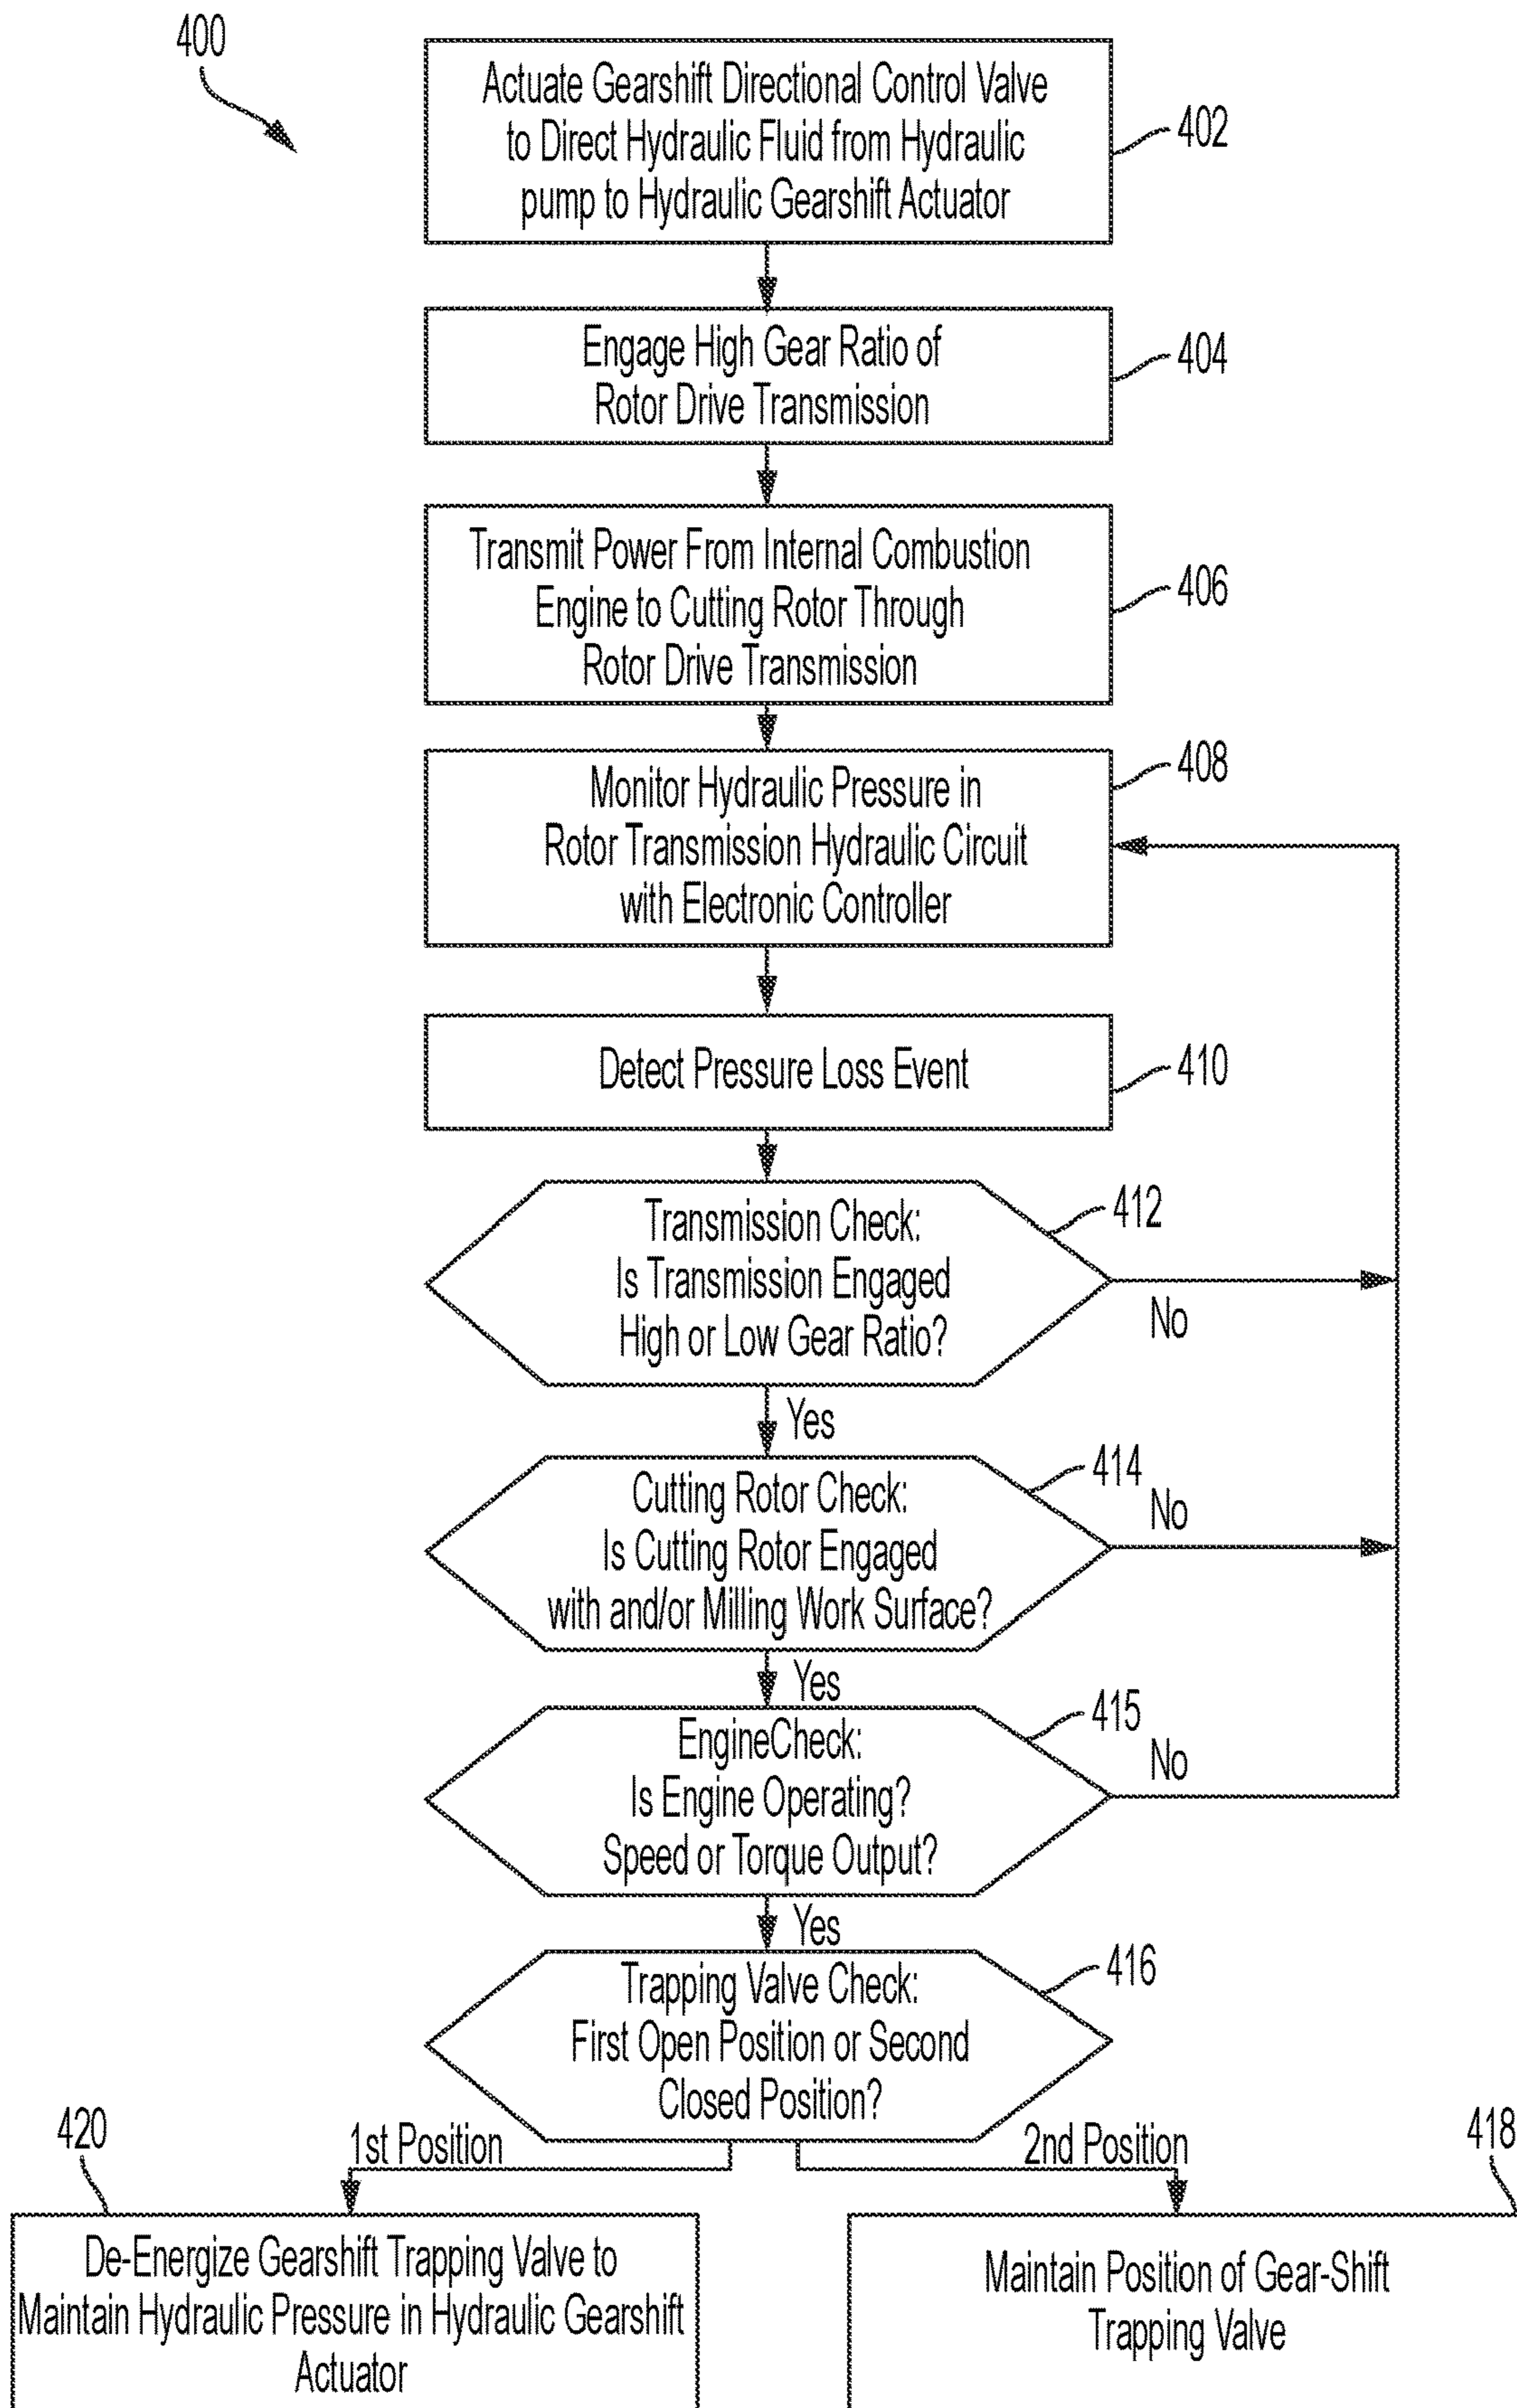 400
Actuate Gearshift Directional Control Valve
to Direct Hydraulic Fluid from Hydraulic
pump to Hydraulic Gearshift Actuator
402
Engage High Gear Ratio of
Rotor Drive Transmission
404
Transmit Power From Internal Combustion
Engine to Cutting Rotor Through
Rotor Drive Transmission
406
Monitor Hydraulic Pressure in
Rotor Transmission Hydraulic Circuit
with Electronic Controller
408
Detect Pressure Loss Event
410
Transmission Check:
Is Transmission Engaged
High or Low Gear Ratio?
412
No
Yes
Cutting Rotor Check:
Is Cutting Rotor Engaged
with and/or Milling Work Surface?
414
No
Yes
EngineCheck:
Is Engine Operating?
Speed or Torque Output?
415
No
Yes
Trapping Valve Check:
First Open Position or Second
Closed Position?
416
1st Position
2nd Position
420
De-Energize Gearshift Trapping Valve to
Maintain Hydraulic Pressure in Hydraulic Gearshift
Actuator
418
Maintain Position of Gear-Shift
Trapping Valve